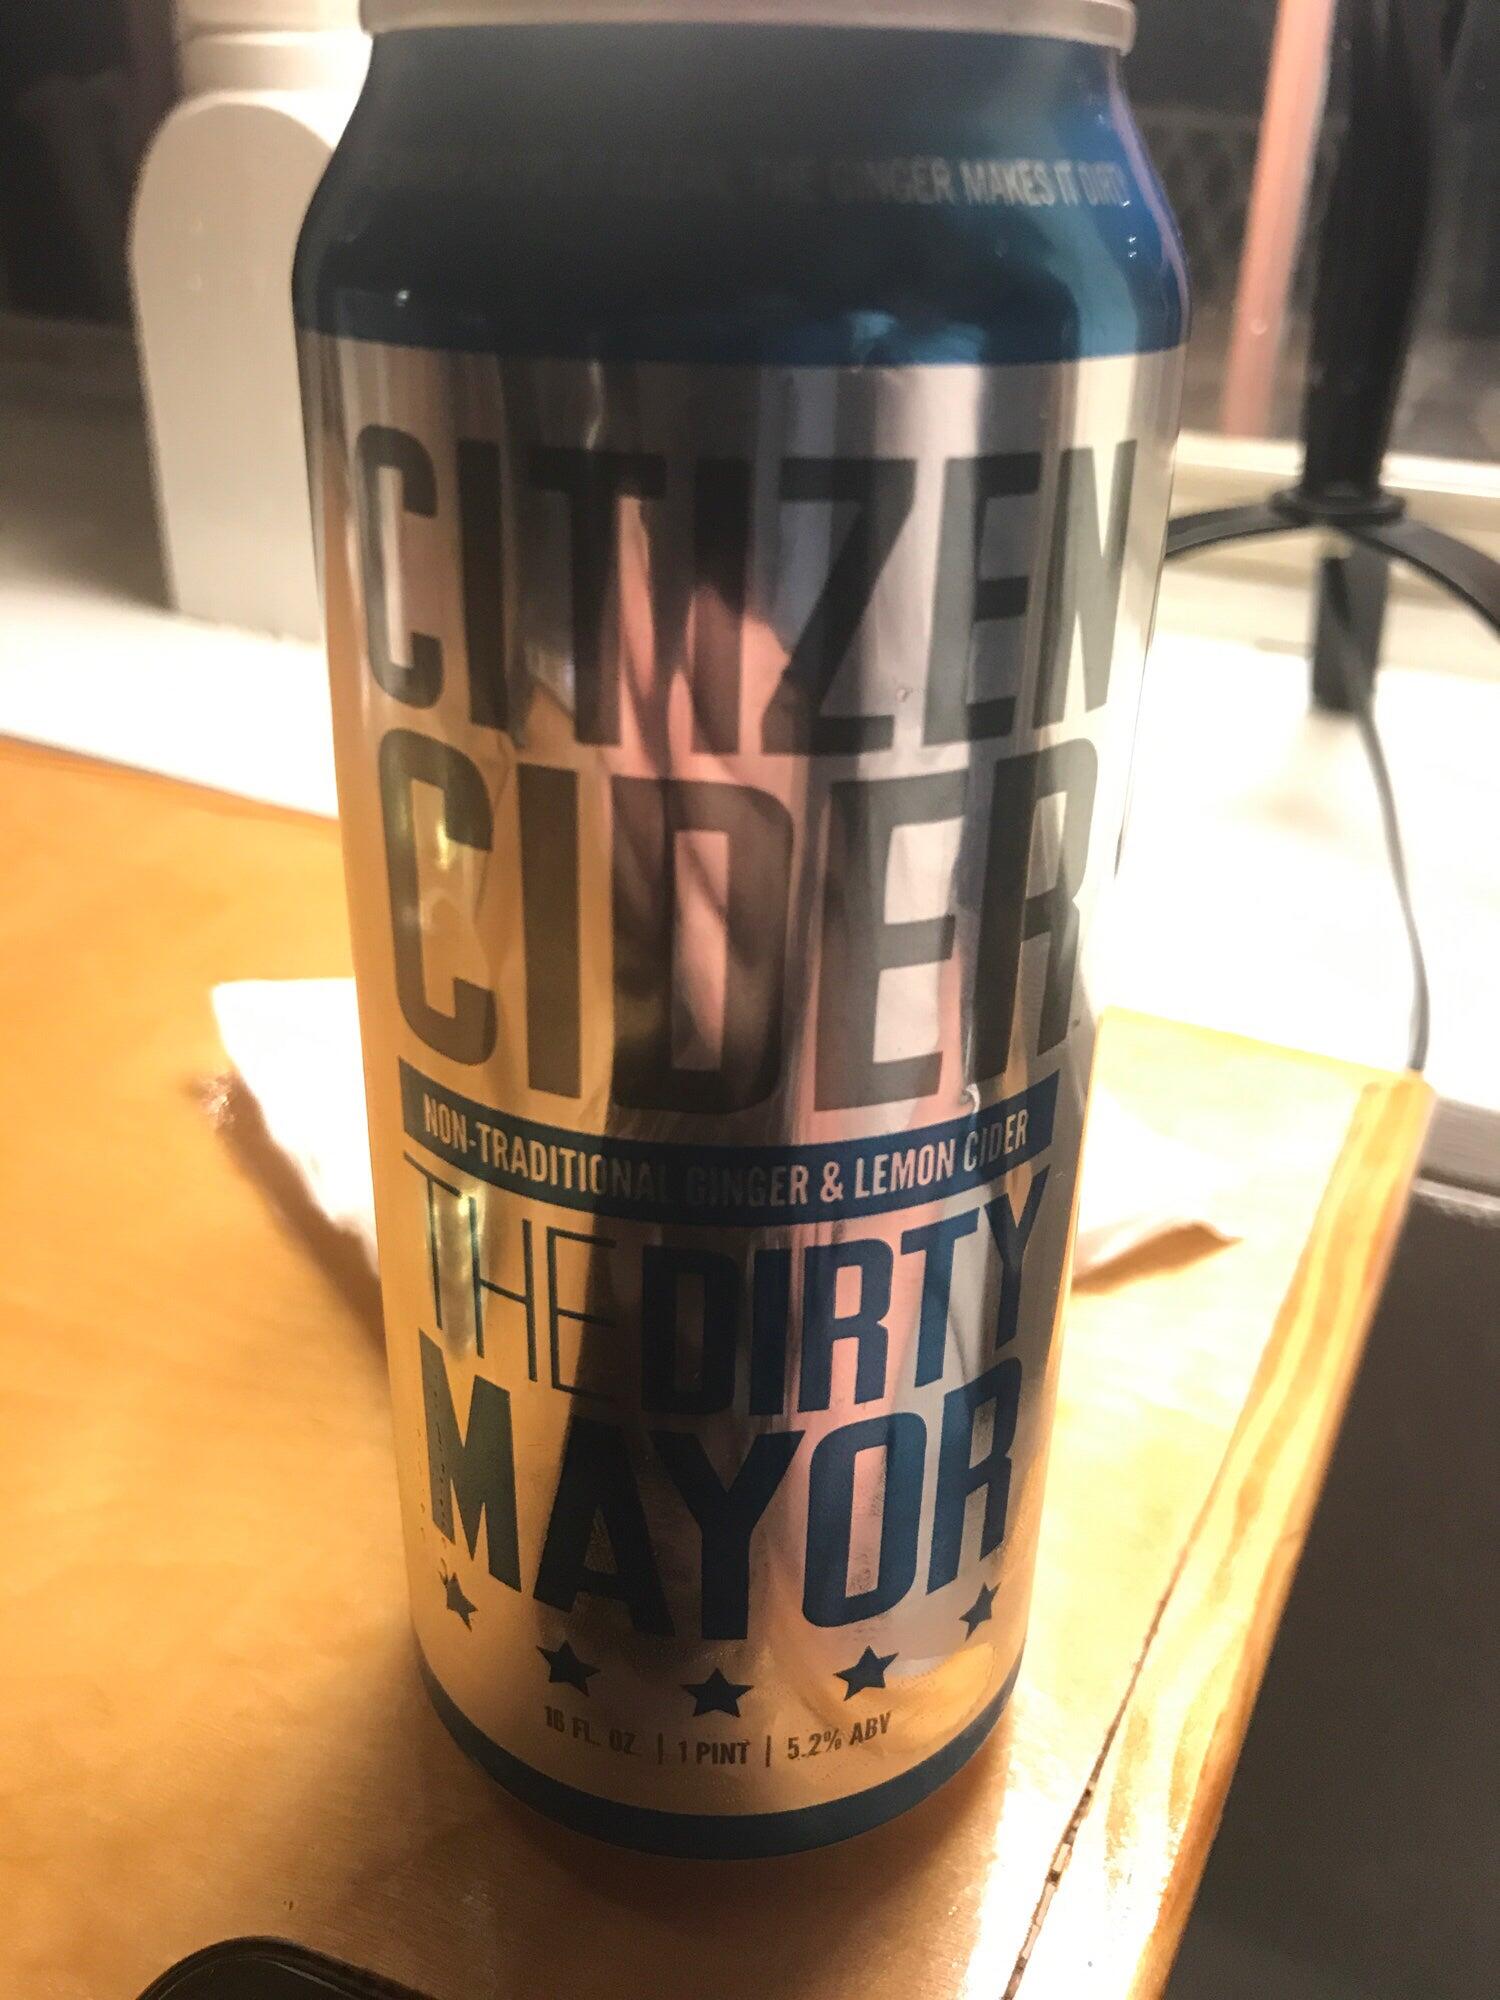 GINGER MAKES IT DIRTY
CITIZEN
CIDER
NON-TRADITIONAL GINGER & LEMON CIDER
THE DIRTY
MAYOR
16 FL. OZ | 1 PINT | 5.2% ABV